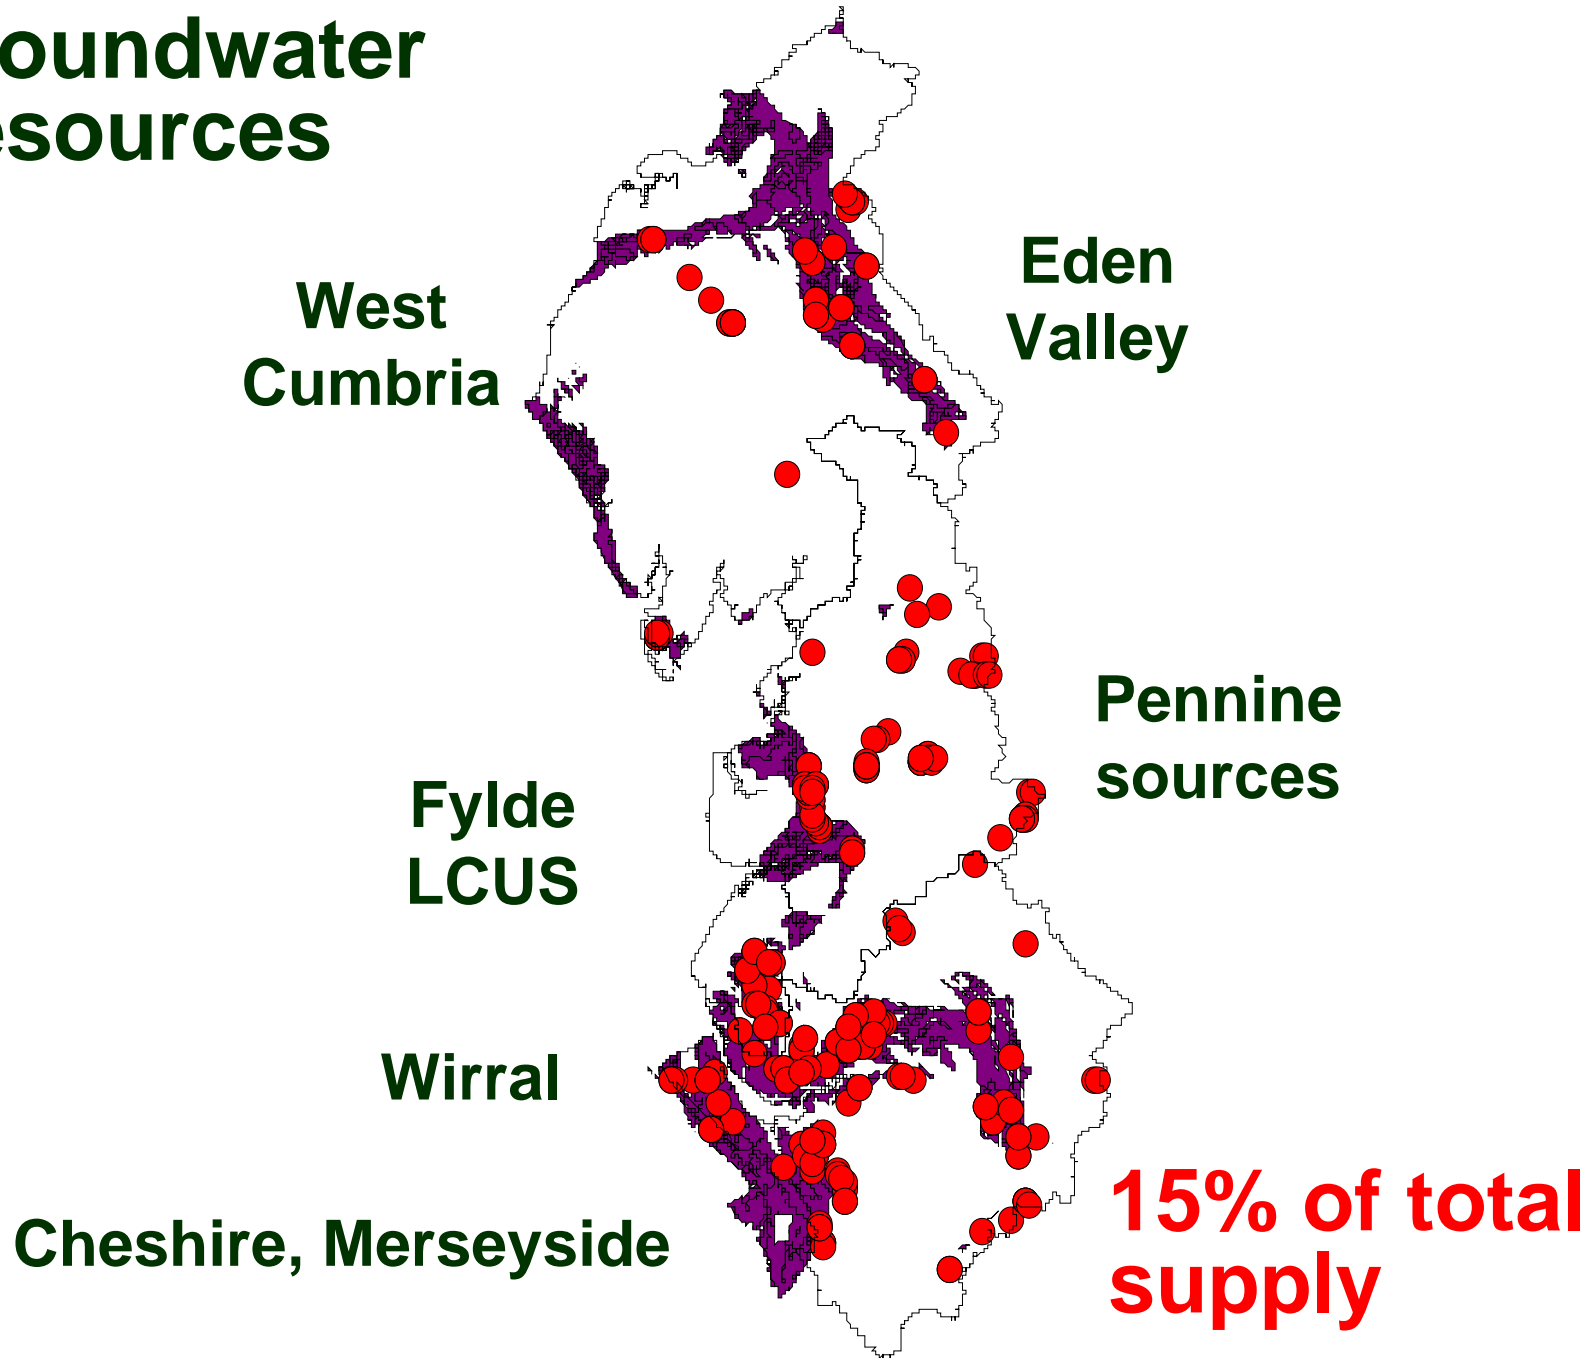 oundwater
esources
West
Cumbria
Eden
Valley
Pennine
sources
Fylde
LCUS
Wirral
Cheshire, Merseyside
15% of total
supply